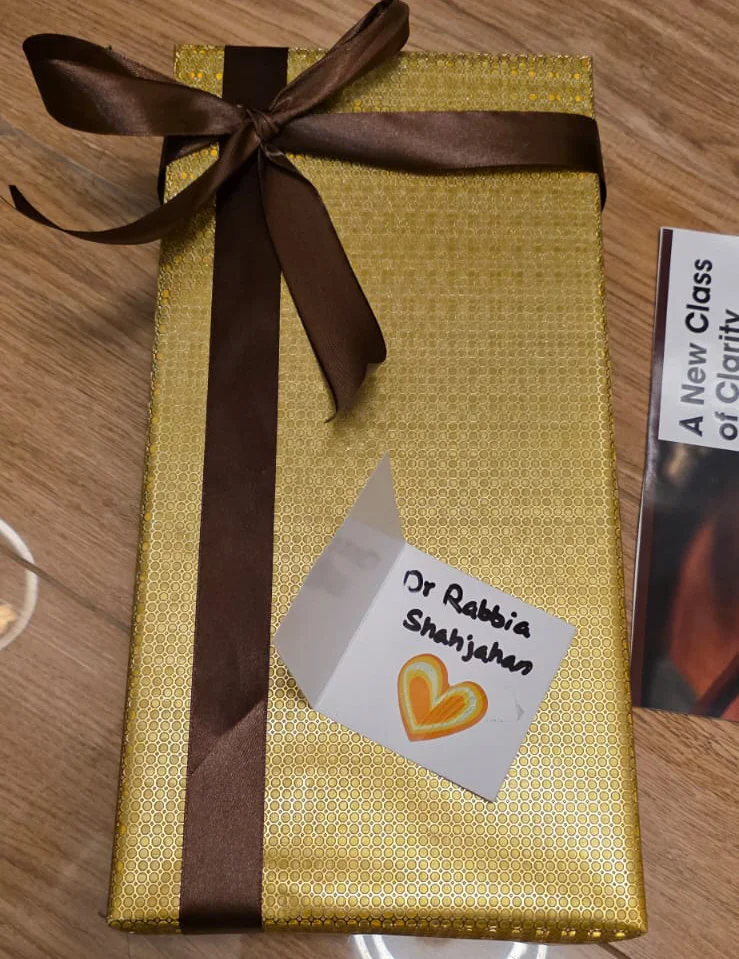 Dr Rabbia
Shahjahan
A New Class
of Clarity